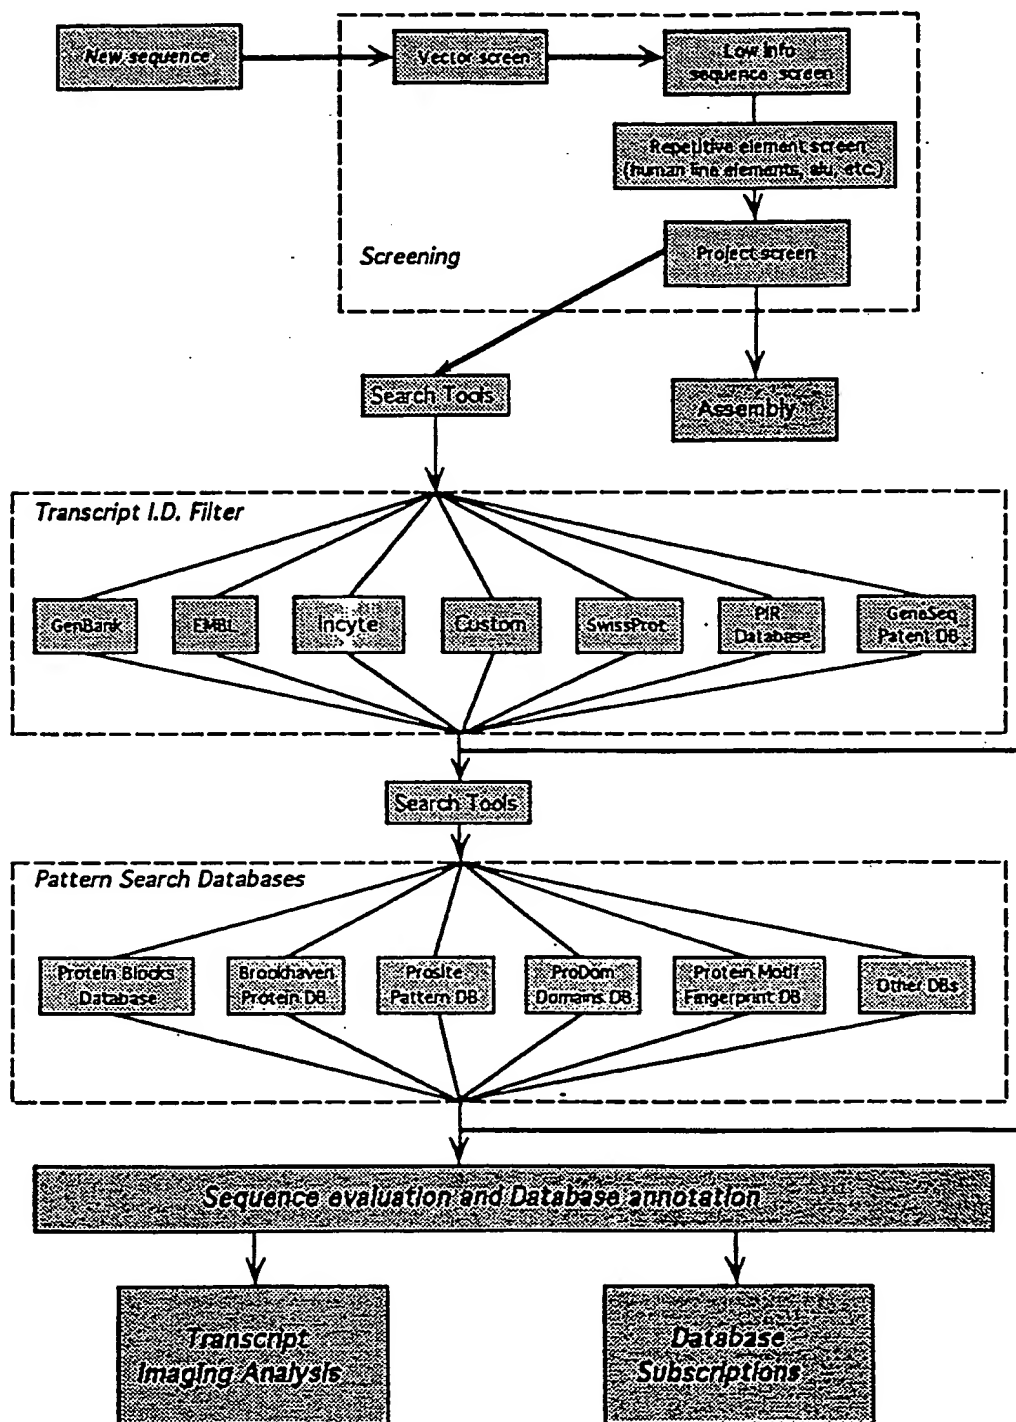 New sequence
Vector screen
Low info
sequence screen
Repetitive element screen
(human line elements, alu, etc.)
Screening
Project screen
Search Tools
Assembly
Transcript I.D. Filter
GenBank
EMBL
Incyte
Custom
SwissProt
PIR
Database
GeneSeq
Patent DB
Search Tools
Pattern Search Databases
Protein Blocks
Database
Brookhaven
Protein DB
Prosite
Pattern DB
ProDom
Domains DB
Protein Motif
Fingerprint DB
Other DBs
Sequence evaluation and Database annotation
Transcript
Imaging Analysis
Database
Subscriptions